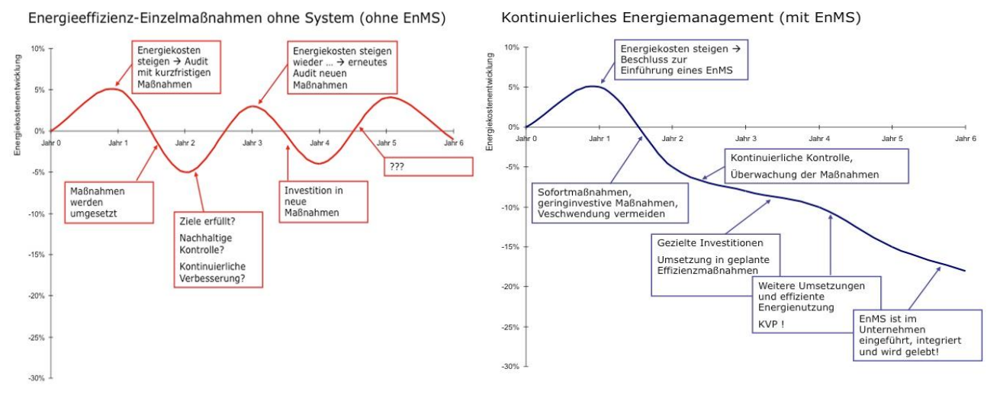 Energieeffizienz-Einzelmaßnahmen ohne System (ohne EnMS)
Energiekostenentwicklung
10%
5%
0%
-5%
-10%
-15%
-20%
-25%
-30%
Jahr 0
Jahr 1
Jahr 2
Jahr 3
Jahr 4
Jahr 5
Jahr 6
Energiekosten
steigen → Audit
mit kurzfristigen
Maßnahmen
Energiekosten steigen
wieder ... → erneutes
Audit neuen
Maßnahmen
Maßnahmen
werden
umgesetzt
Ziele erfüllt?
Nachhaltige
Kontrolle?
Kontinuierliche
Verbesserung?
Investition in
neue
Maßnahmen
???
Kontinuierliches Energiemanagement (mit EnMS)
Energiekostenentwicklung
10%
5%
0%
-5%
-10%
-15%
-20%
-25%
-30%
Jahr 0
Jahr 1
Jahr 2
Jahr 3
Jahr 4
Jahr 5
Jahr 6
Energiekosten steigen →
Beschluss zur
Einführung eines EnMS
Kontinuierliche Kontrolle,
Überwachung der Maßnahmen
Sofortmaßnahmen,
geringinvestive Maßnahmen,
Veschwendung vermeiden
Gezielte Investitionen
Umsetzung in geplante
Effizienzmaßnahmen
Weitere Umsetzungen
und effiziente
Energienutzung
KVP !
EnMS ist im
Unternehmen
eingeführt, integriert
und wird gelebt!